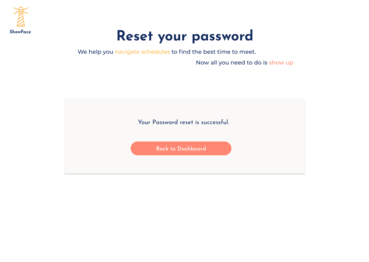 ShowFace
Reset your password
We help you navigate schedules to find the best time to meet.
Now all you need to do is show up
Your Password reset is successful.
Back to Dashboard